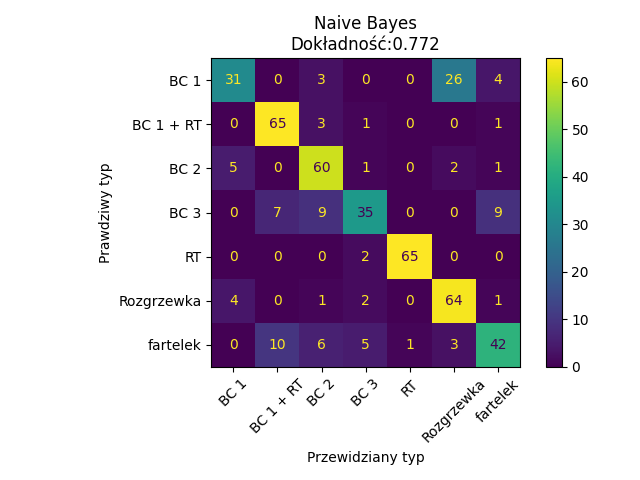 Naive Bayes
Dokładność:0.772
Prawdziwy typ
BC 1 31 0 3 0 0 26 4
BC 1 + RT 0 65 3 1 0 0 1
BC 2 5 0 60 1 0 2 1
BC 3 0 7 9 35 0 0 9
RT 0 0 0 2 65 0 0
Rozgrzewka 4 0 1 2 0 64 1
fartelek 0 10 6 5 1 3 42
BC 1 BC 1 + RT BC 2 BC 3 RT Rozgrzewka fartelek
Przewidziany typ
60
50
40
30
20
10
0